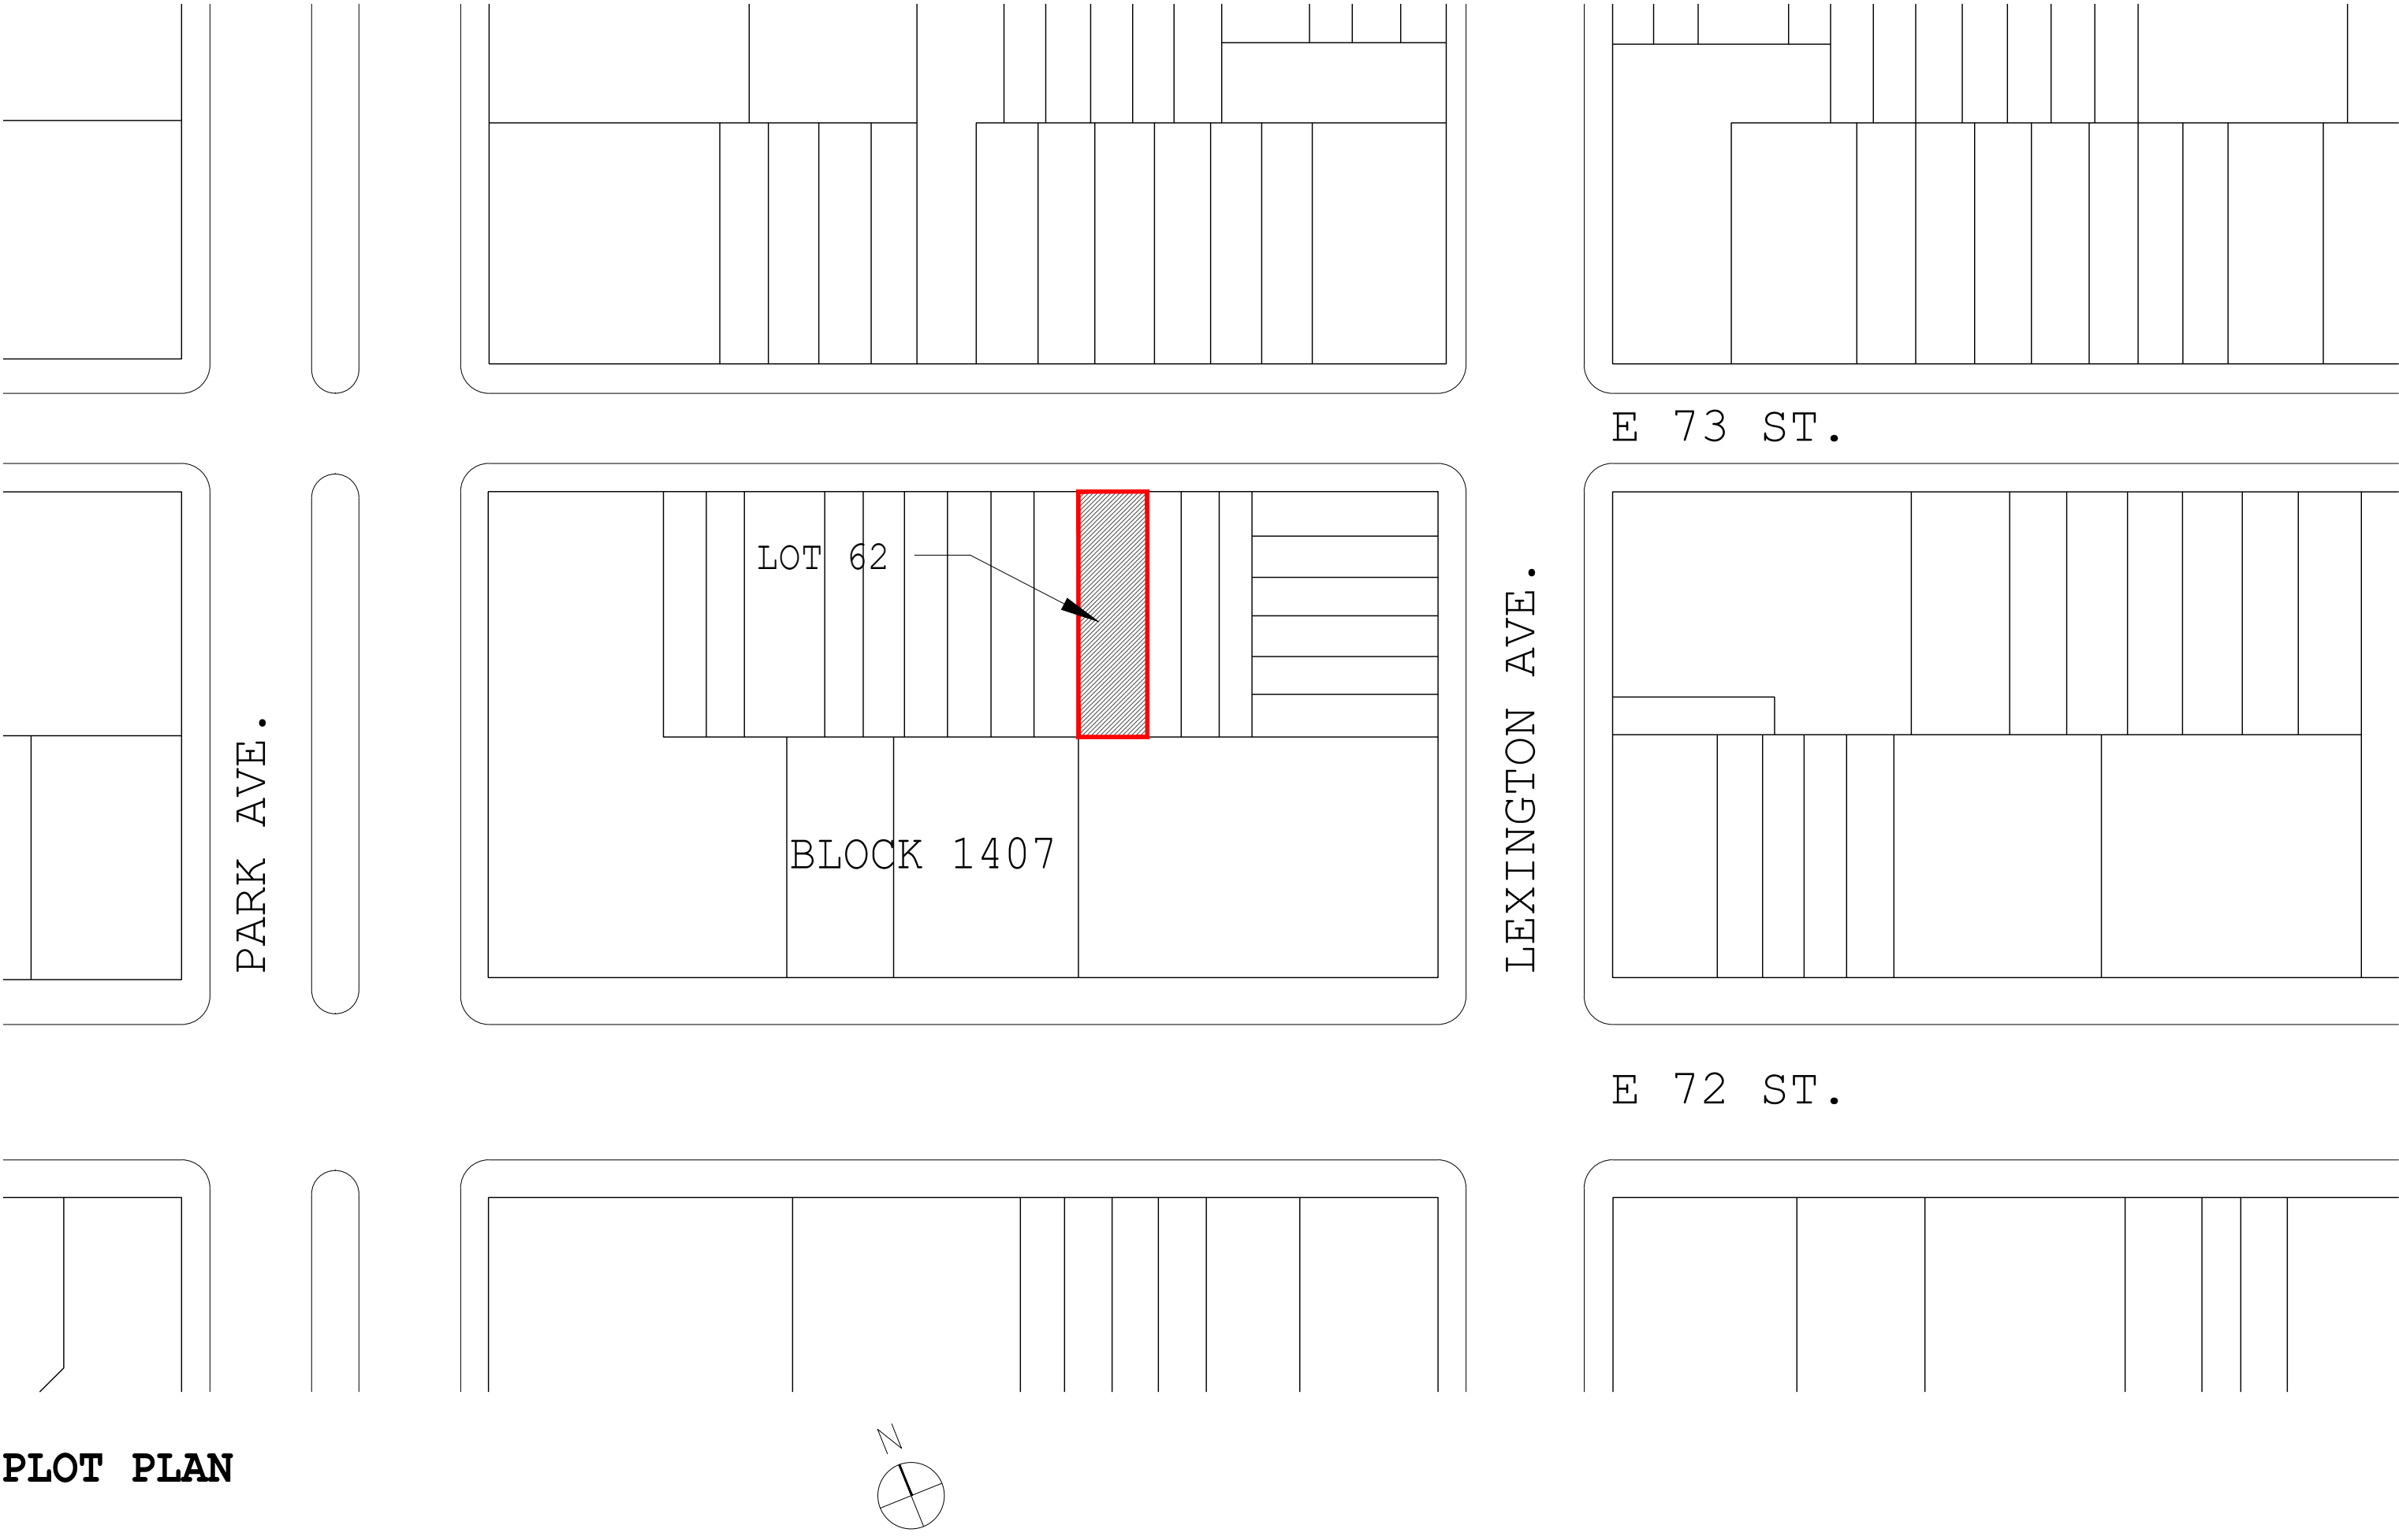 E 73 ST.
LOT 62
PARK AVE.
LEXINGTON AVE.
BLOCK 1407
E 72 ST.
PLOT PLAN
N